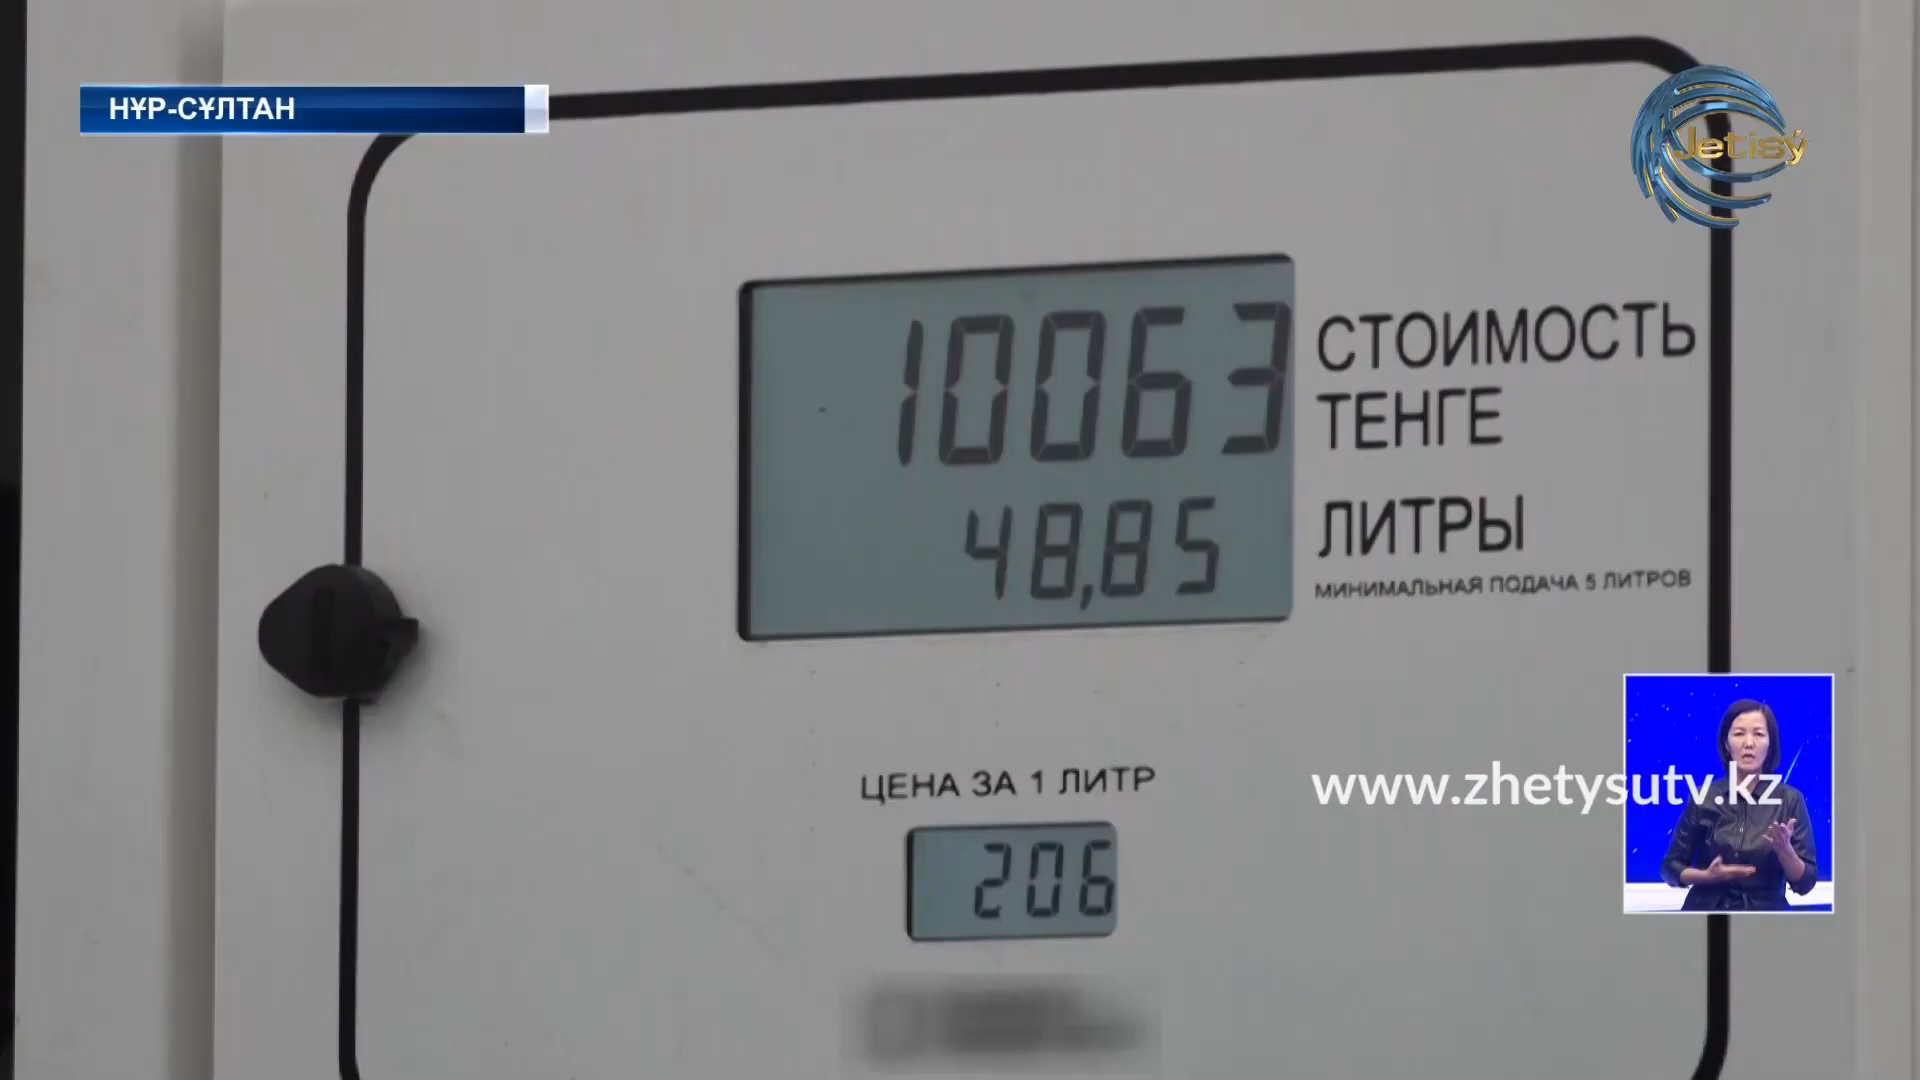 НҰР-СҰЛТАН
Jetisý
10063
СТОИМОСТЬ
ТЕНГЕ
48,85
ЛИТРЫ
МИНИМАЛЬНАЯ ПОДАЧА 5 ЛИТРОВ
ЦЕНА ЗА 1 ЛИТР
www.zhetysutv.kz
206